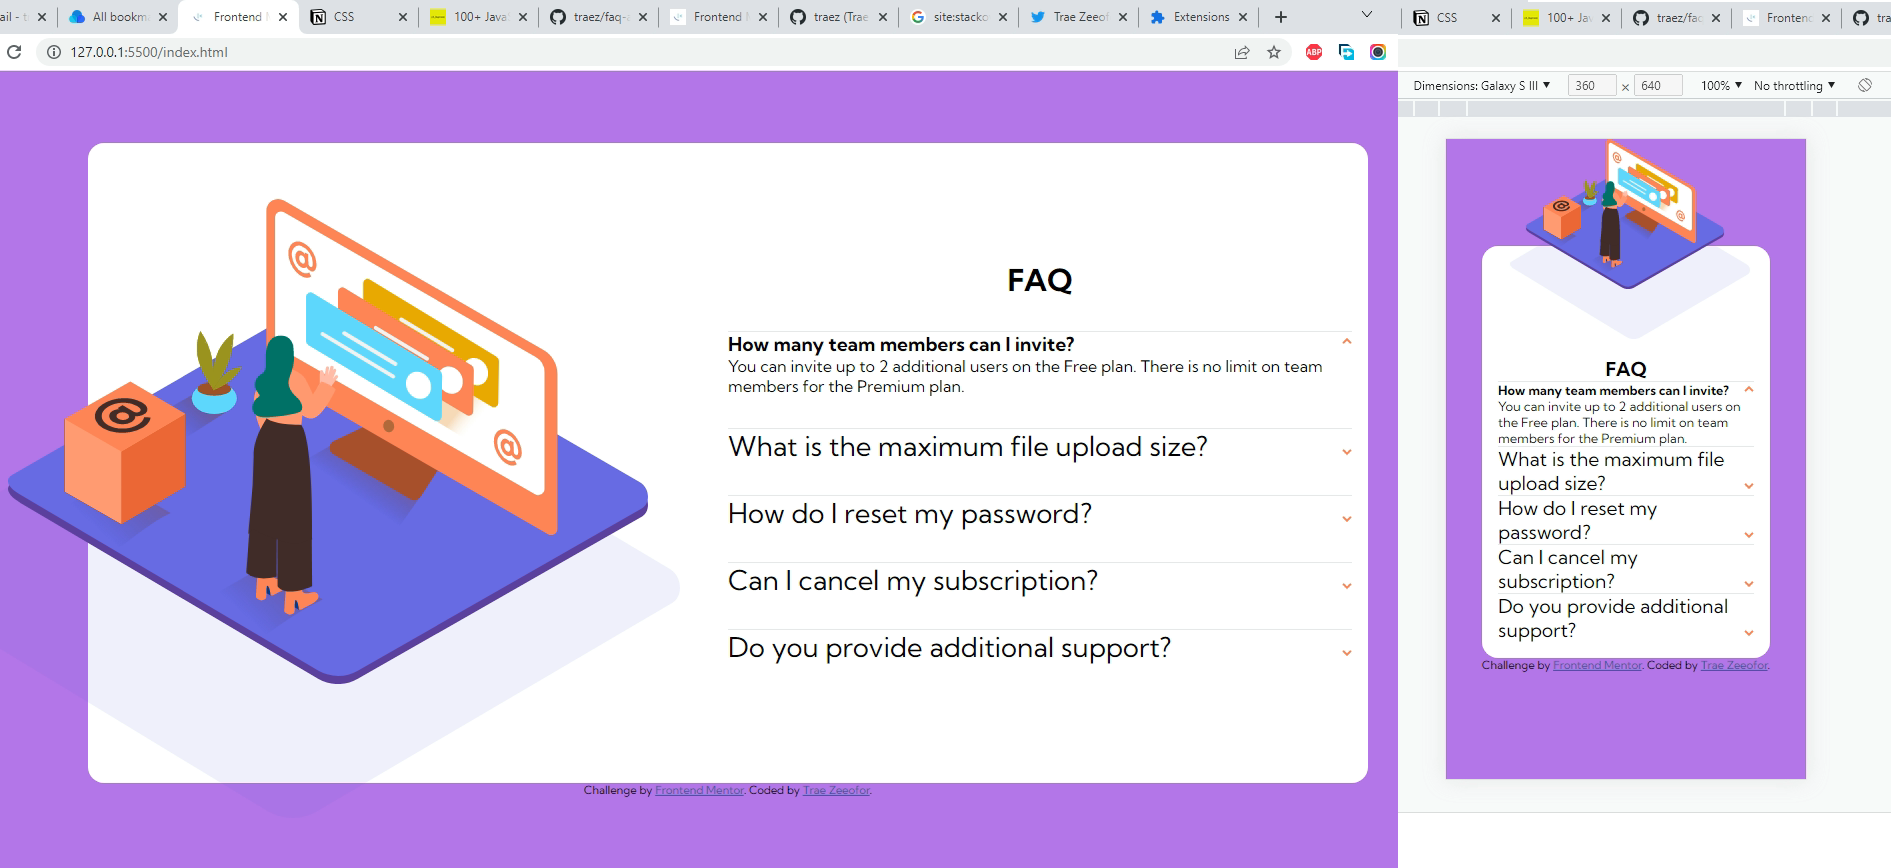 ail - t
All bookm
Frontend
CSS
100+ Java
traez/faq-
Frontend
traez (Trae
site:stacko
Trae Zeeof
Extensions
CSS
100+ Jav
traez/fac
Frontend
tra
127.0.0.1:5500/index.html
ABP
Dimensions: Galaxy S III 360 x 640 100% No throttling
@
@
@
FAQ
How many team members can I invite?
You can invite up to 2 additional users on the Free plan. There is no limit on team
members for the Premium plan.
What is the maximum file upload size?
How do I reset my password?
Can I cancel my subscription?
Do you provide additional support?
Challenge by Frontend Mentor. Coded by Trae Zeeofor.
@
@
@
FAQ
How many team members can I invite?
You can invite up to 2 additional users on
the Free plan. There is no limit on team
members for the Premium plan.
What is the maximum file
upload size?
How do I reset my
password?
Can I cancel my
subscription?
Do you provide additional
support?
Challenge by Frontend Mentor. Coded by Trae Zeeofor.